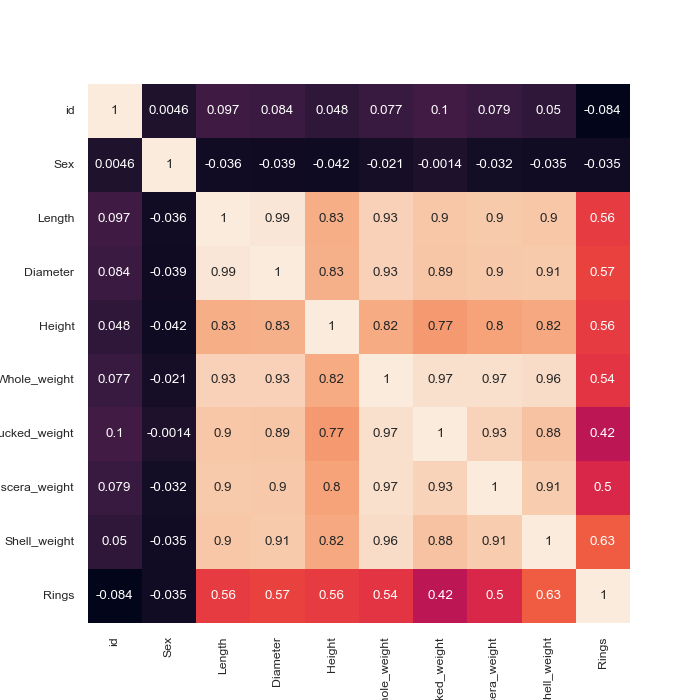 id 1 0.0046 0.097 0.084 0.048 0.077 0.1 0.079 0.05 -0.084
Sex 0.0046 1 -0.036 -0.039 -0.042 -0.021 -0.0014 -0.032 -0.035 -0.035
Length 0.097 -0.036 1 0.99 0.83 0.93 0.9 0.9 0.9 0.56
Diameter 0.084 -0.039 0.99 1 0.83 0.93 0.89 0.9 0.91 0.57
Height 0.048 -0.042 0.83 0.83 1 0.82 0.77 0.8 0.82 0.56
Whole_weight 0.077 -0.021 0.93 0.93 0.82 1 0.97 0.97 0.96 0.54
ucked_weight 0.1 -0.0014 0.9 0.89 0.77 0.97 1 0.93 0.88 0.42
scera_weight 0.079 -0.032 0.9 0.9 0.8 0.97 0.93 1 0.91 0.5
Shell_weight 0.05 -0.035 0.9 0.91 0.82 0.96 0.88 0.91 1 0.63
Rings -0.084 -0.035 0.56 0.57 0.56 0.54 0.42 0.5 0.63 1
id Sex Length Diameter Height ole_weight ked_weight era_weight hell_weight Rings